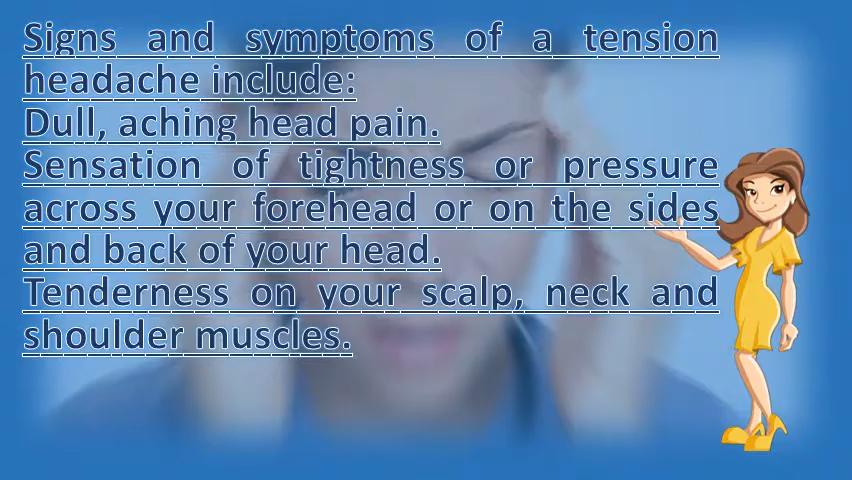 Signs and symptoms of a tension
headache include:
Dull, aching head pain.
Sensation of tightness or pressure
across your forehead or on the sides
and back of your head.
Tenderness on your scalp, neck and
shoulder muscles.